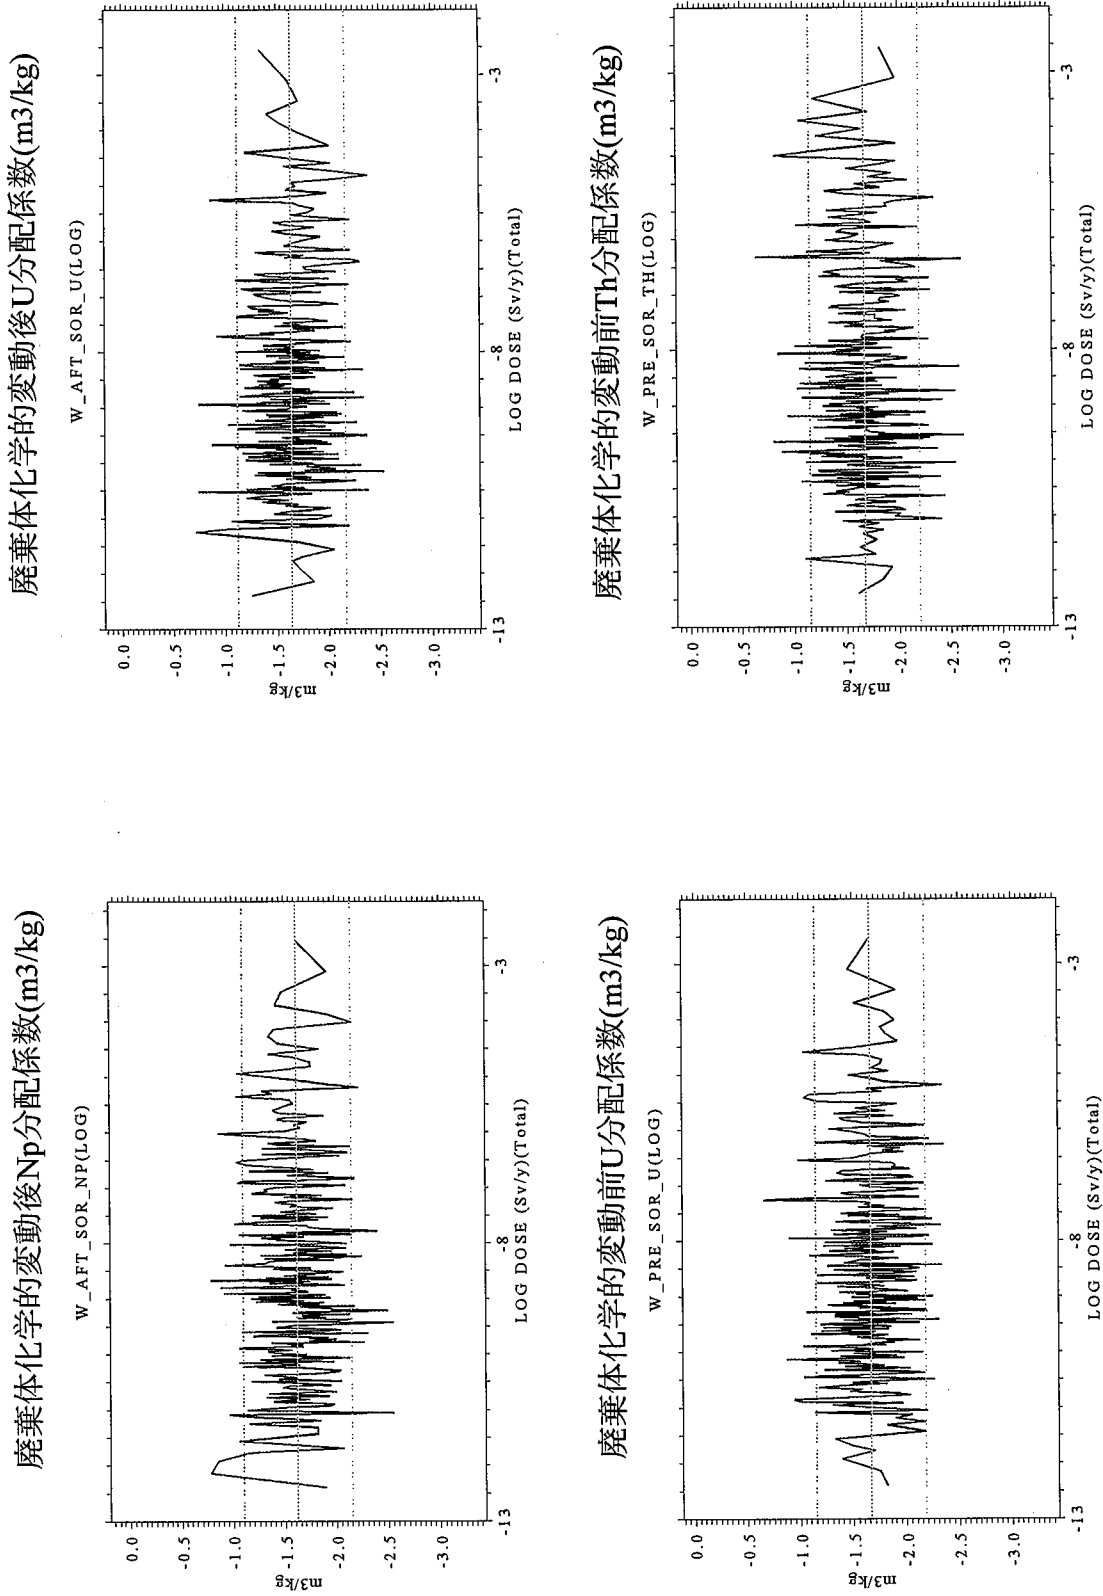 廃棄体化学的変動後Np分配係数(m3/kg)
W_AFT_SOR_NP(LOG)
m3/kg
0.0
-0.5
-1.0
-1.5
-2.0
-2.5
-3.0
-13
-8
-3
LOG DOSE (Sv/y)(Total)
廃棄体化学的変動後U分配係数(m3/kg)
W_AFT_SOR_U(LOG)
m3/kg
0.0
-0.5
-1.0
-1.5
-2.0
-2.5
-3.0
-13
-8
-3
LOG DOSE (Sv/y)(Total)
廃棄体化学的変動前U分配係数(m3/kg)
W_PRE_SOR_U(LOG)
m3/kg
0.0
-0.5
-1.0
-1.5
-2.0
-2.5
-3.0
-13
-8
-3
LOG DOSE (Sv/y)(Total)
廃棄体化学的変動前Th分配係数(m3/kg)
W_PRE_SOR_TH(LOG)
m3/kg
0.0
-0.5
-1.0
-1.5
-2.0
-2.5
-3.0
-13
-8
-3
LOG DOSE (Sv/y)(Total)